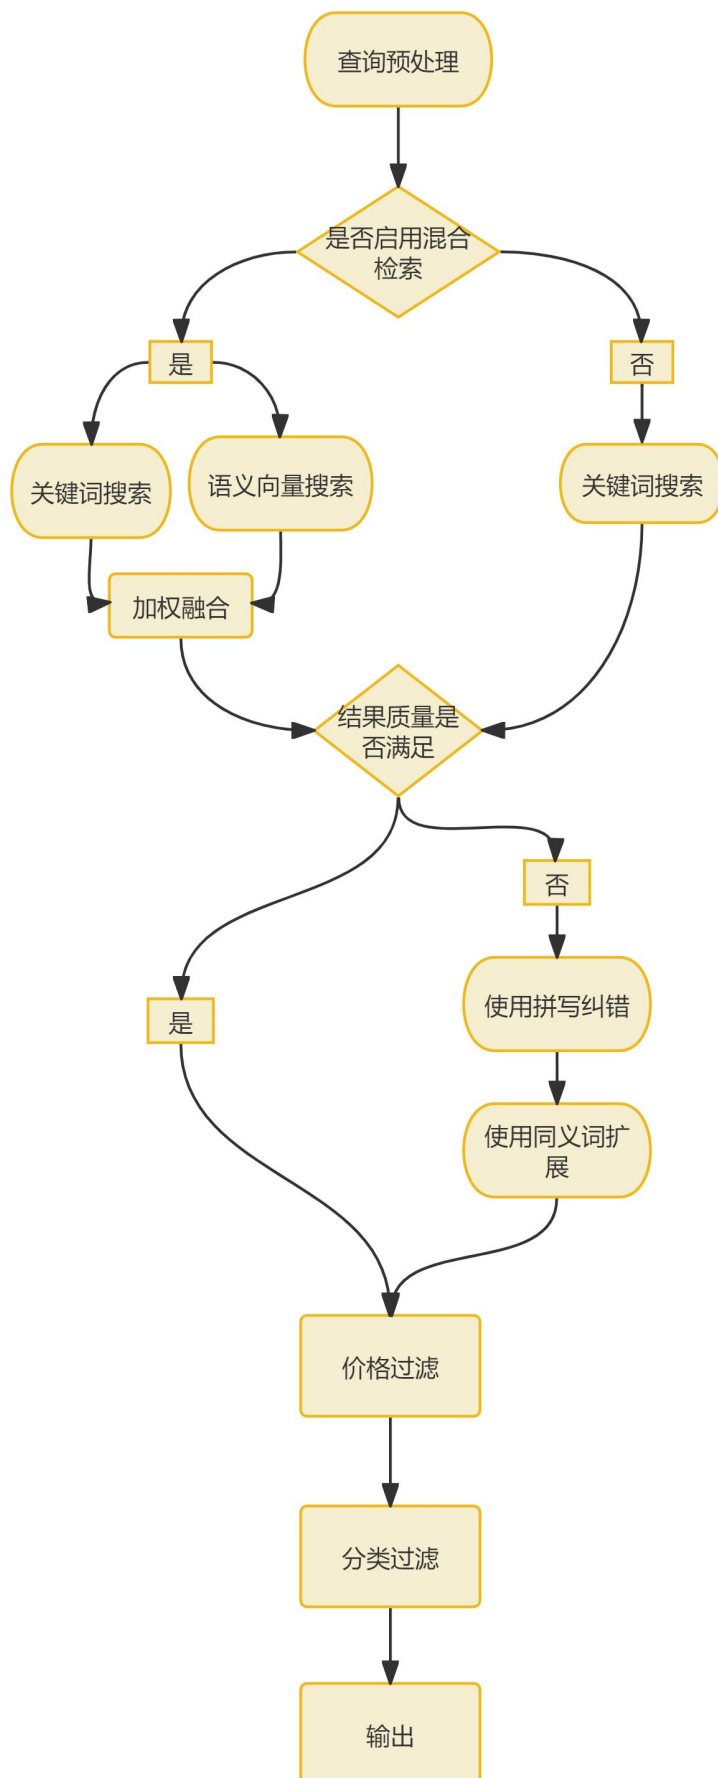 查询预处理
是否启用混合
检索
是
否
关键词搜索
语义向量搜索
关键词搜索
加权融合
结果质量是
否满足
否
使用拼写纠错
是
使用同义词扩
展
价格过滤
分类过滤
输出